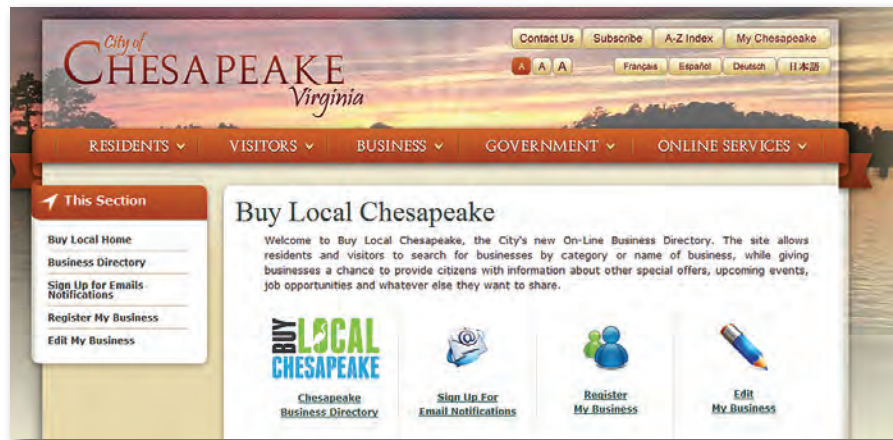 City of
CHESAPEAKE
Virginia
Contact Us Subscribe A-Z Index My Chesapeake
A A A Français Español Deutsch 日本語
RESIDENTS VISITORS BUSINESS GOVERNMENT ONLINE SERVICES
This Section
Buy Local Home
Business Directory
Sign Up for Emails
Notifications
Register My Business
Edit My Business
Buy Local Chesapeake
Welcome to Buy Local Chesapeake, the City's new On-Line Business Directory. The site allows
residents and visitors to search for businesses by category or name of business, while giving
businesses a chance to provide citizens with information about other special offers, upcoming events,
job opportunities and whatever else they want to share.
BUY LOCAL
CHESAPEAKE
@
Chesapeake
Business Directory
Sign Up For
Email Notifications
Register
My Business
Edit
My Business